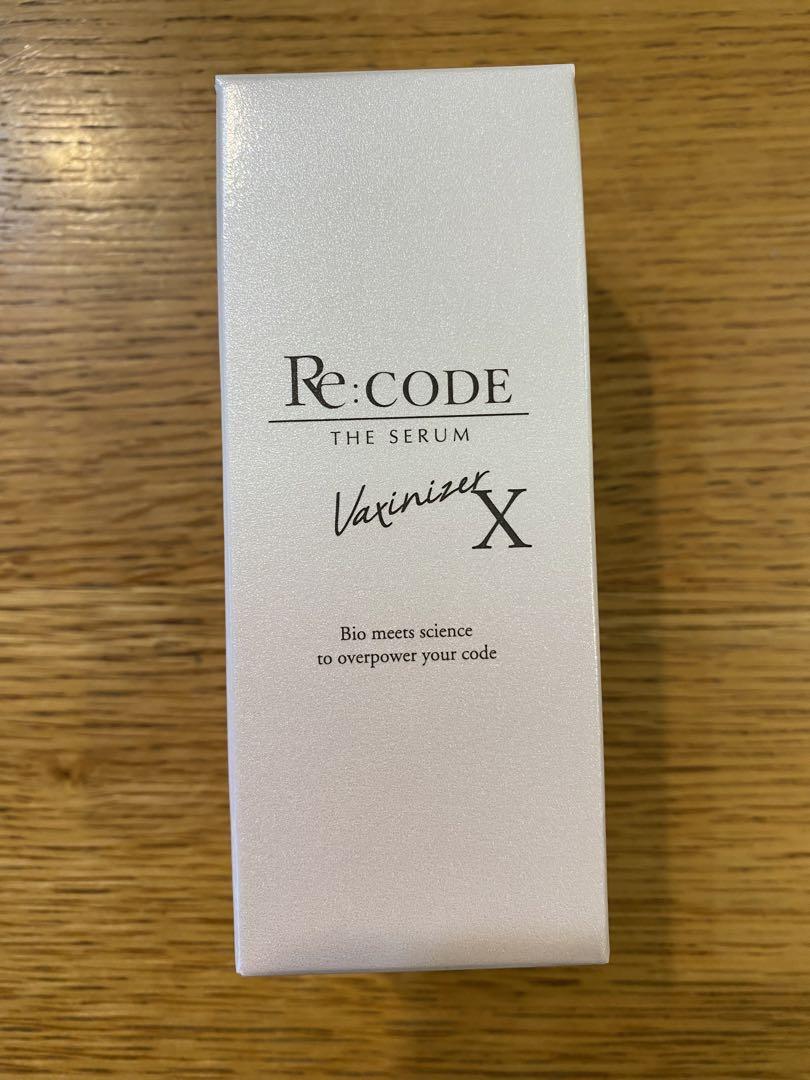 Re:CODE
THE SERUM
Vaxinizer X
Bio meets science
to overpower your code